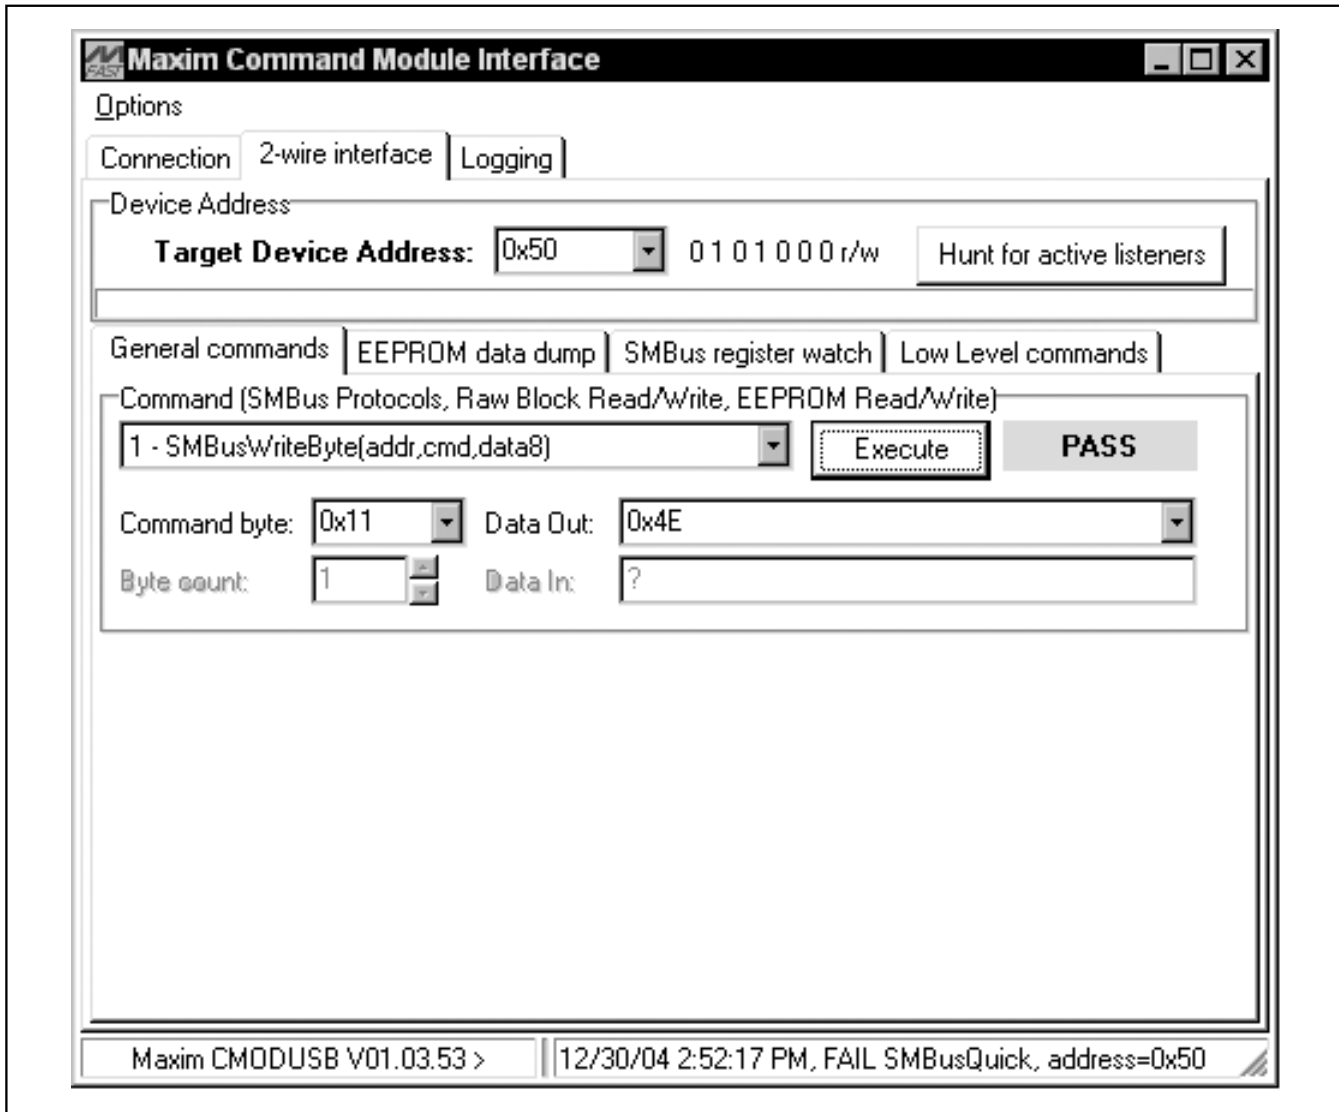 Maxim Command Module Interface
Options
Connection 2-wire interface Logging
Device Address
Target Device Address: 0x50 0 1 0 1 0 0 0 r/w Hunt for active listeners
General commands EEPROM data dump SMBus register watch Low Level commands
Command (SMBus Protocols, Raw Block Read/Write, EEPROM Read/Write)
1 - SMBusWriteByte(addr,cmd,data8) Execute PASS
Command byte: 0x11 Data Out: 0x4E
Byte count: 1 Data In: ?
Maxim CMODUSB V01.03.53 > 12/30/04 2:52:17 PM, FAIL SMBusQuick, address=0x50